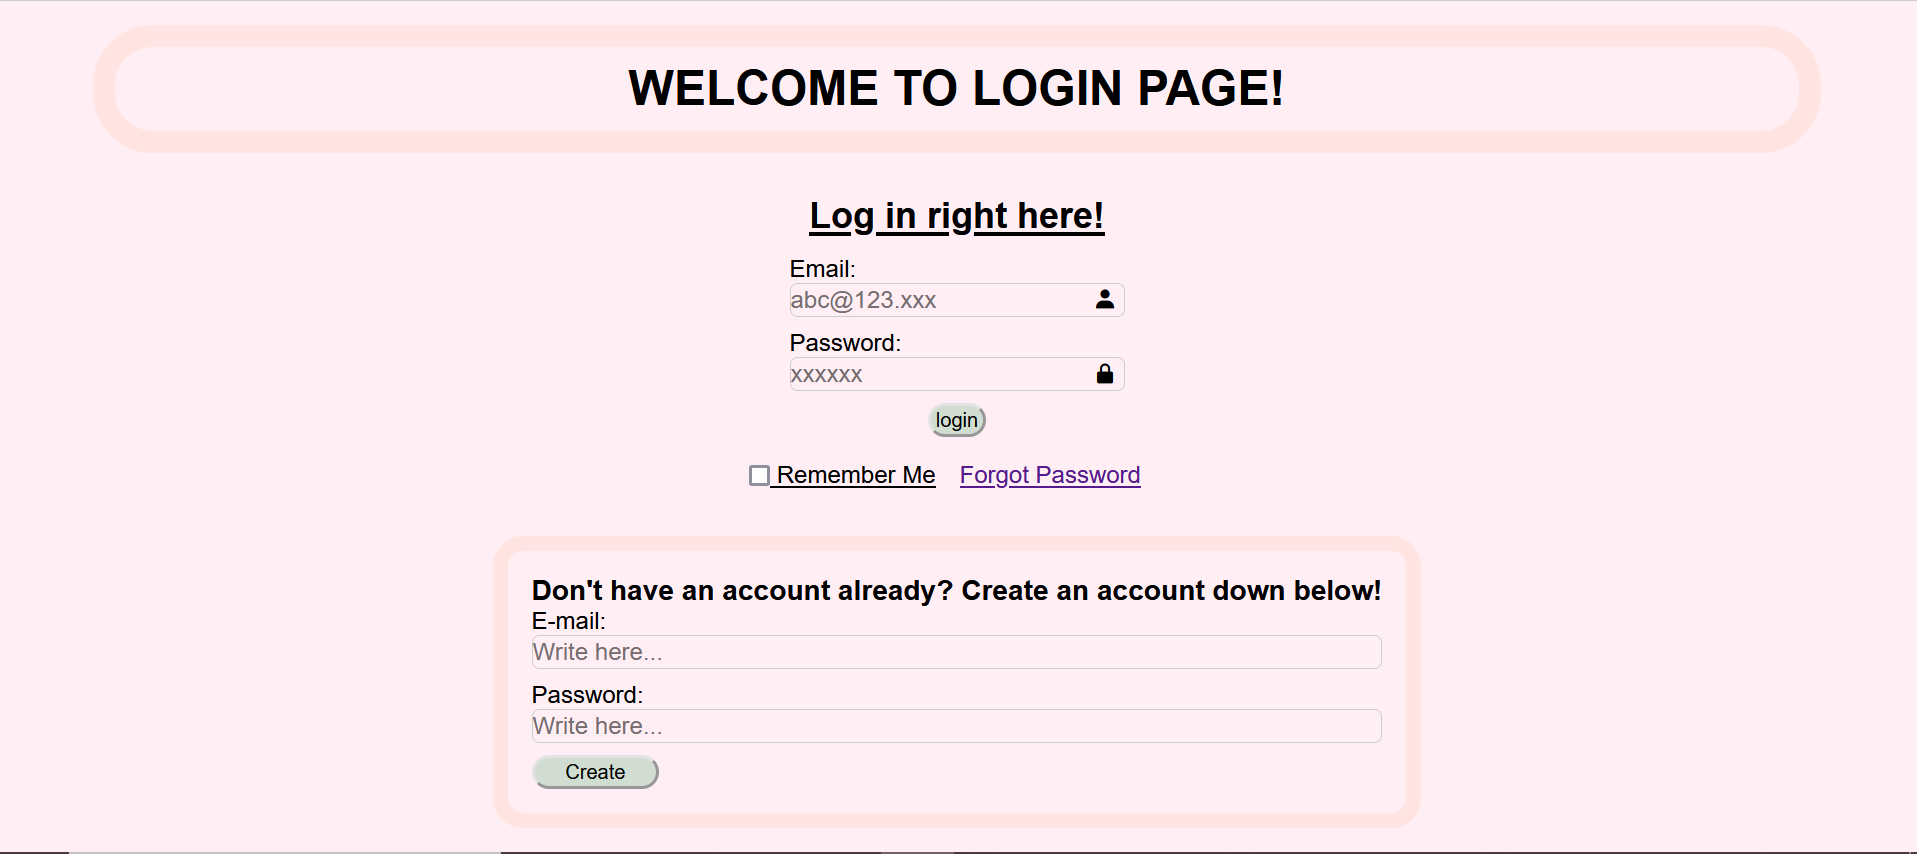 WELCOME TO LOGIN PAGE!
Log in right here!
Email:
abc@123.xxx
Password:
xxxxxx
login
Remember Me Forgot Password
Don't have an account already? Create an account down below!
E-mail:
Write here...
Password:
Write here...
Create